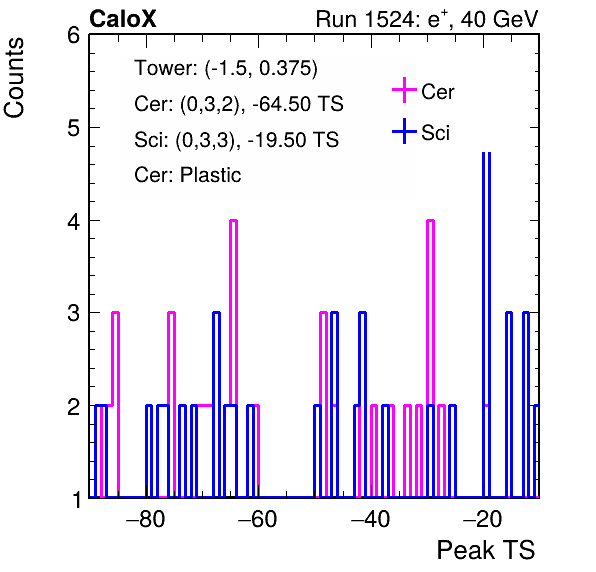 CaloX Run 1524: e⁺, 40 GeV
Counts
6
5
4
3
2
1
Tower: (-1.5, 0.375)
Cer: (0,3,2), -64.50 TS
Sci: (0,3,3), -19.50 TS
Cer: Plastic
Cer
Sci
−80 −60 −40 −20
Peak TS